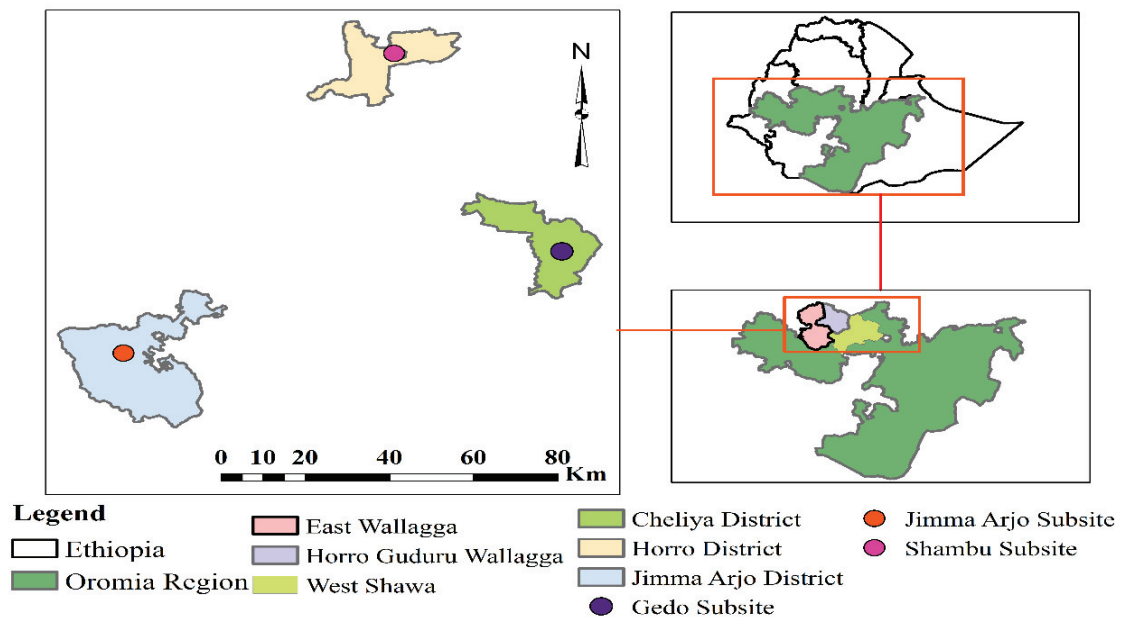 N
0 10 20 40 60 80
Km
Legend
Ethiopia
Oromia Region
East Wallagga
Horro Guduru Wallagga
West Shawa
Cheliya District
Horro District
Jimma Arjo District
Gedo Subsite
Jimma Arjo Subsite
Shambu Subsite